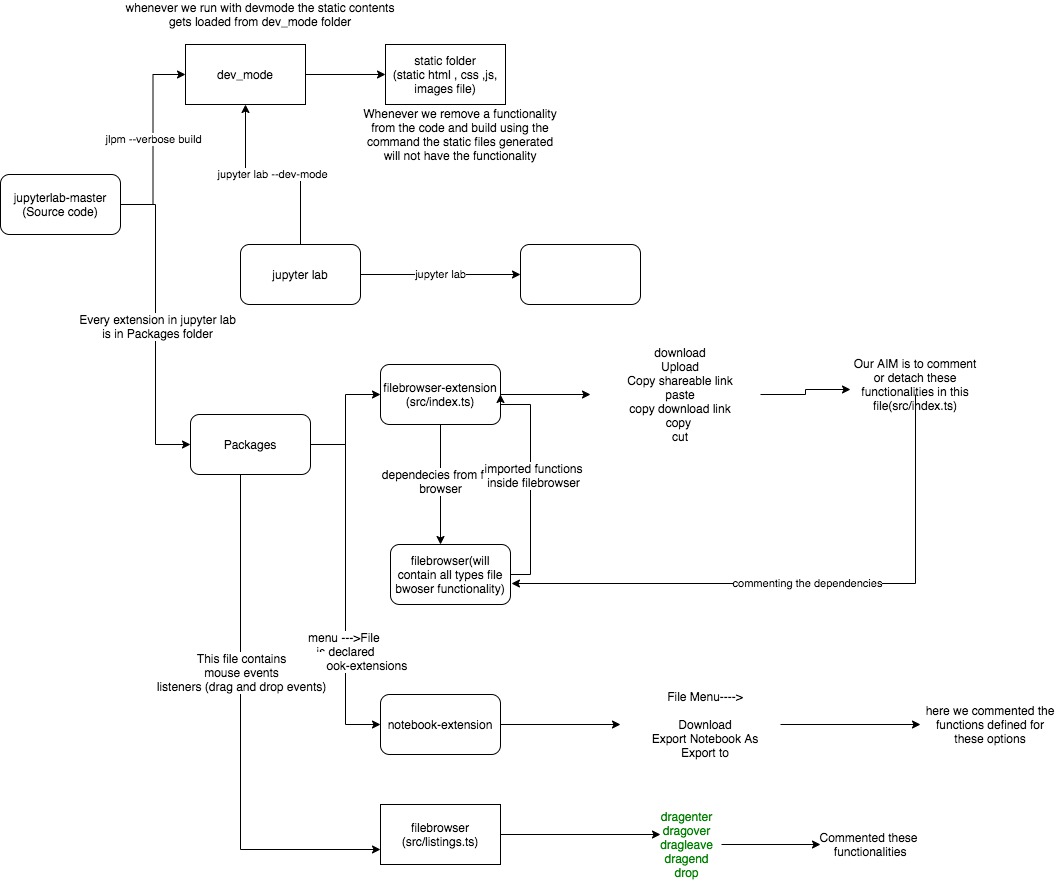 whenever we run with devmode the static contents
gets loaded from dev_mode folder
dev_mode
static folder
(static html , css ,js,
images file)
Whenever we remove a functionality
from the code and build using the
command the static files generated
will not have the functionality
jlpm --verbose build
jupyter lab --dev-mode
jupyterlab-master
(Source code)
jupyter lab
jupyter lab
Every extension in jupyter lab
is in Packages folder
Packages
filebrowser-extension
(src/index.ts)
download
Upload
Copy shareable link
paste
copy download link
copy
cut
Our AIM is to comment
or detach these
functionalities in this
file(src/index.ts)
dependecies from f
browser
imported functions
inside filebrowser
filebrowser(will
contain all types file
bwoser functionality)
commenting the dependencies
menu --->File
is declared
ook-extensions
This file contains
mouse events
listeners (drag and drop events)
notebook-extension
File Menu---->
Download
Export Notebook As
Export to
here we commented the
functions defined for
these options
filebrowser
(src/listings.ts)
dragenter
dragover
dragleave
dragend
drop
Commented these
functionalities